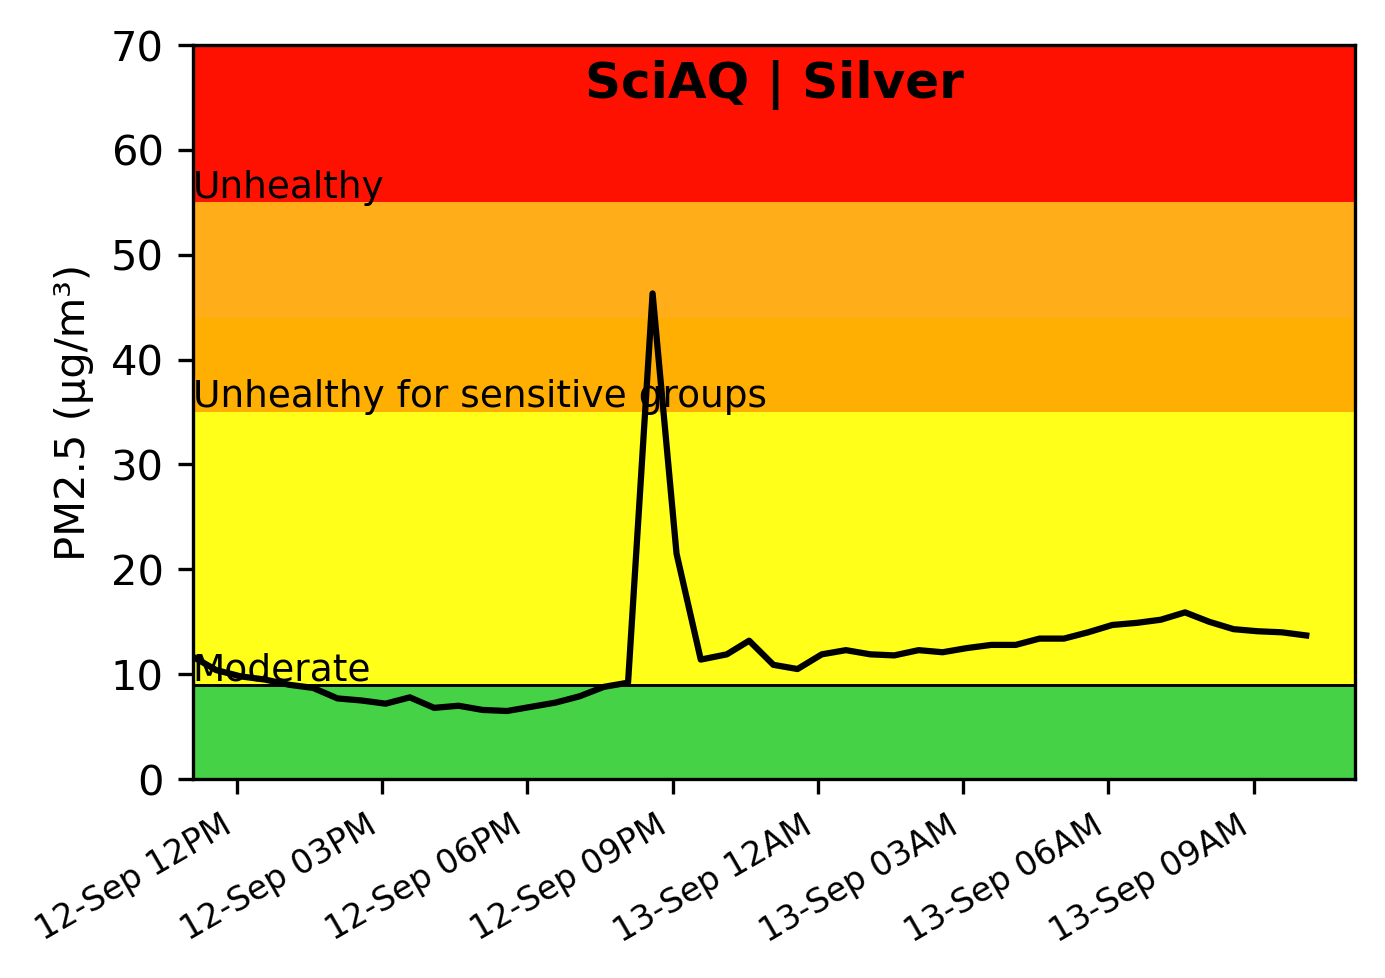 SciAQ | Silver
PM2.5 (µg/m³)
70
60
50
40
30
20
10
0
Unhealthy
Unhealthy for sensitive groups
Moderate
12-Sep 12PM
12-Sep 03PM
12-Sep 06PM
12-Sep 09PM
13-Sep 12AM
13-Sep 03AM
13-Sep 06AM
13-Sep 09AM